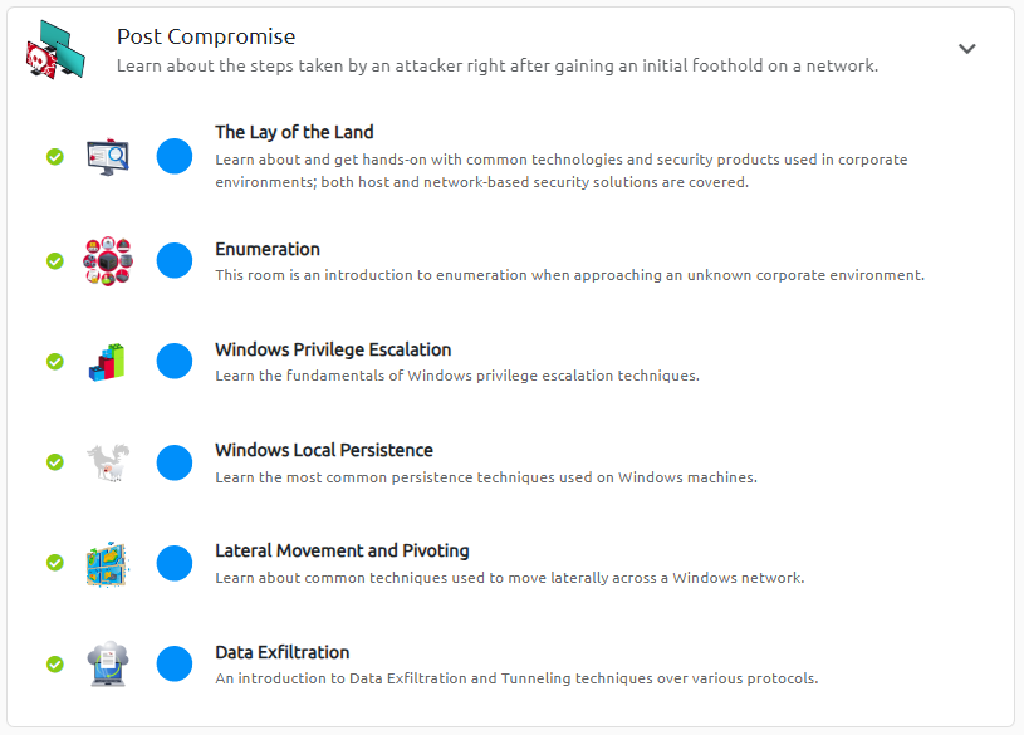 Post Compromise
Learn about the steps taken by an attacker right after gaining an initial foothold on a network.
The Lay of the Land
Learn about and get hands-on with common technologies and security products used in corporate
environments; both host and network-based security solutions are covered.
Enumeration
This room is an introduction to enumeration when approaching an unknown corporate environment.
Windows Privilege Escalation
Learn the fundamentals of Windows privilege escalation techniques.
Windows Local Persistence
Learn the most common persistence techniques used on Windows machines.
Lateral Movement and Pivoting
Learn about common techniques used to move laterally across a Windows network.
Data Exfiltration
An introduction to Data Exfiltration and Tunneling techniques over various protocols.